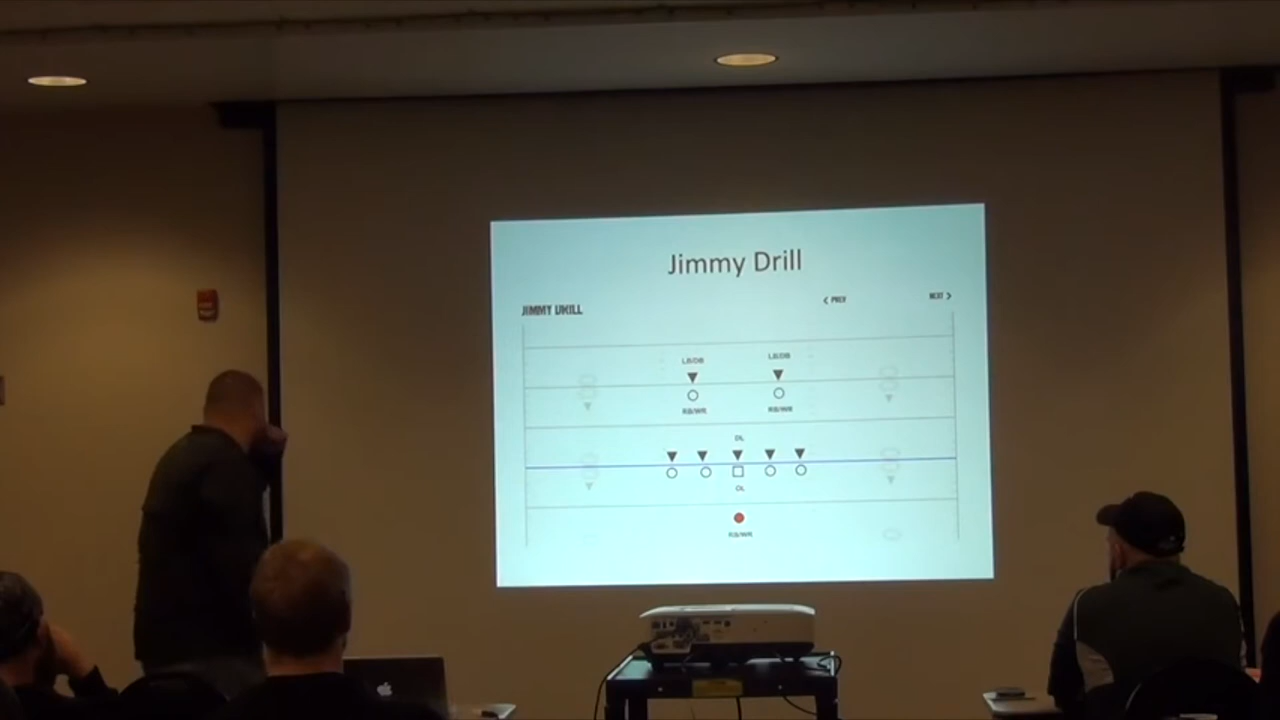 Jimmy Drill
JIMMY DRILL
< PREV
NEXT >
LB/DB
LB/DB
RB/WR
RB/WR
DL
OL
RB/WR